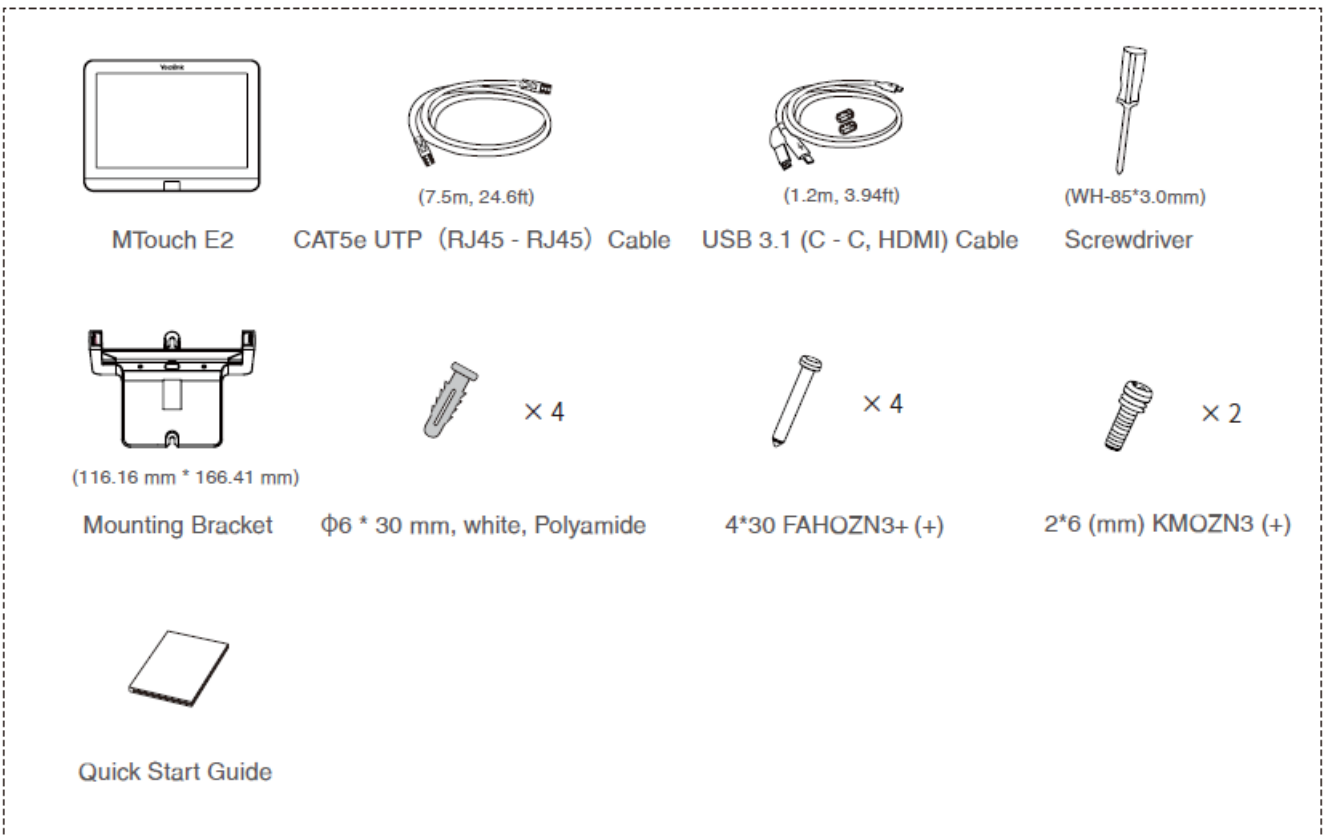 Yealink
(7.5m, 24.6ft)
(1.2m, 3.94ft)
(WH-85*3.0mm)
MTouch E2
CAT5e UTP（RJ45 - RJ45）Cable
USB 3.1 (C - C, HDMI) Cable
Screwdriver
× 4
× 4
× 2
(116.16 mm * 166.41 mm)
Mounting Bracket
Φ6 * 30 mm, white, Polyamide
4*30 FAHOZN3+ (+)
2*6 (mm) KMOZN3 (+)
Quick Start Guide